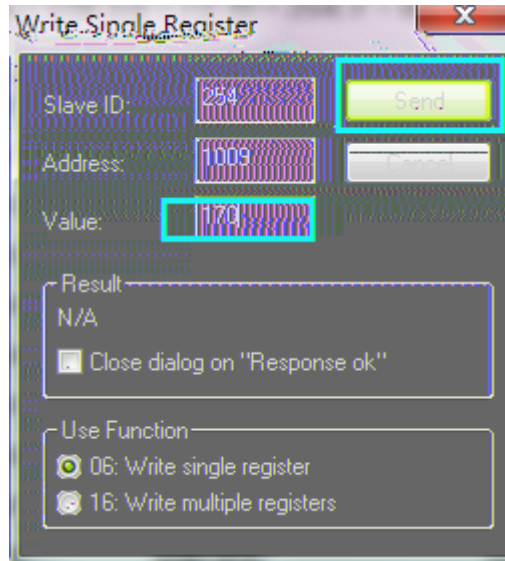 Write Single Register
X
Slave ID: 254 Send
Address: 1009 Cancel
Value: 170
Result
N/A
Close dialog on "Response ok"
Use Function
06: Write single register
16: Write multiple registers